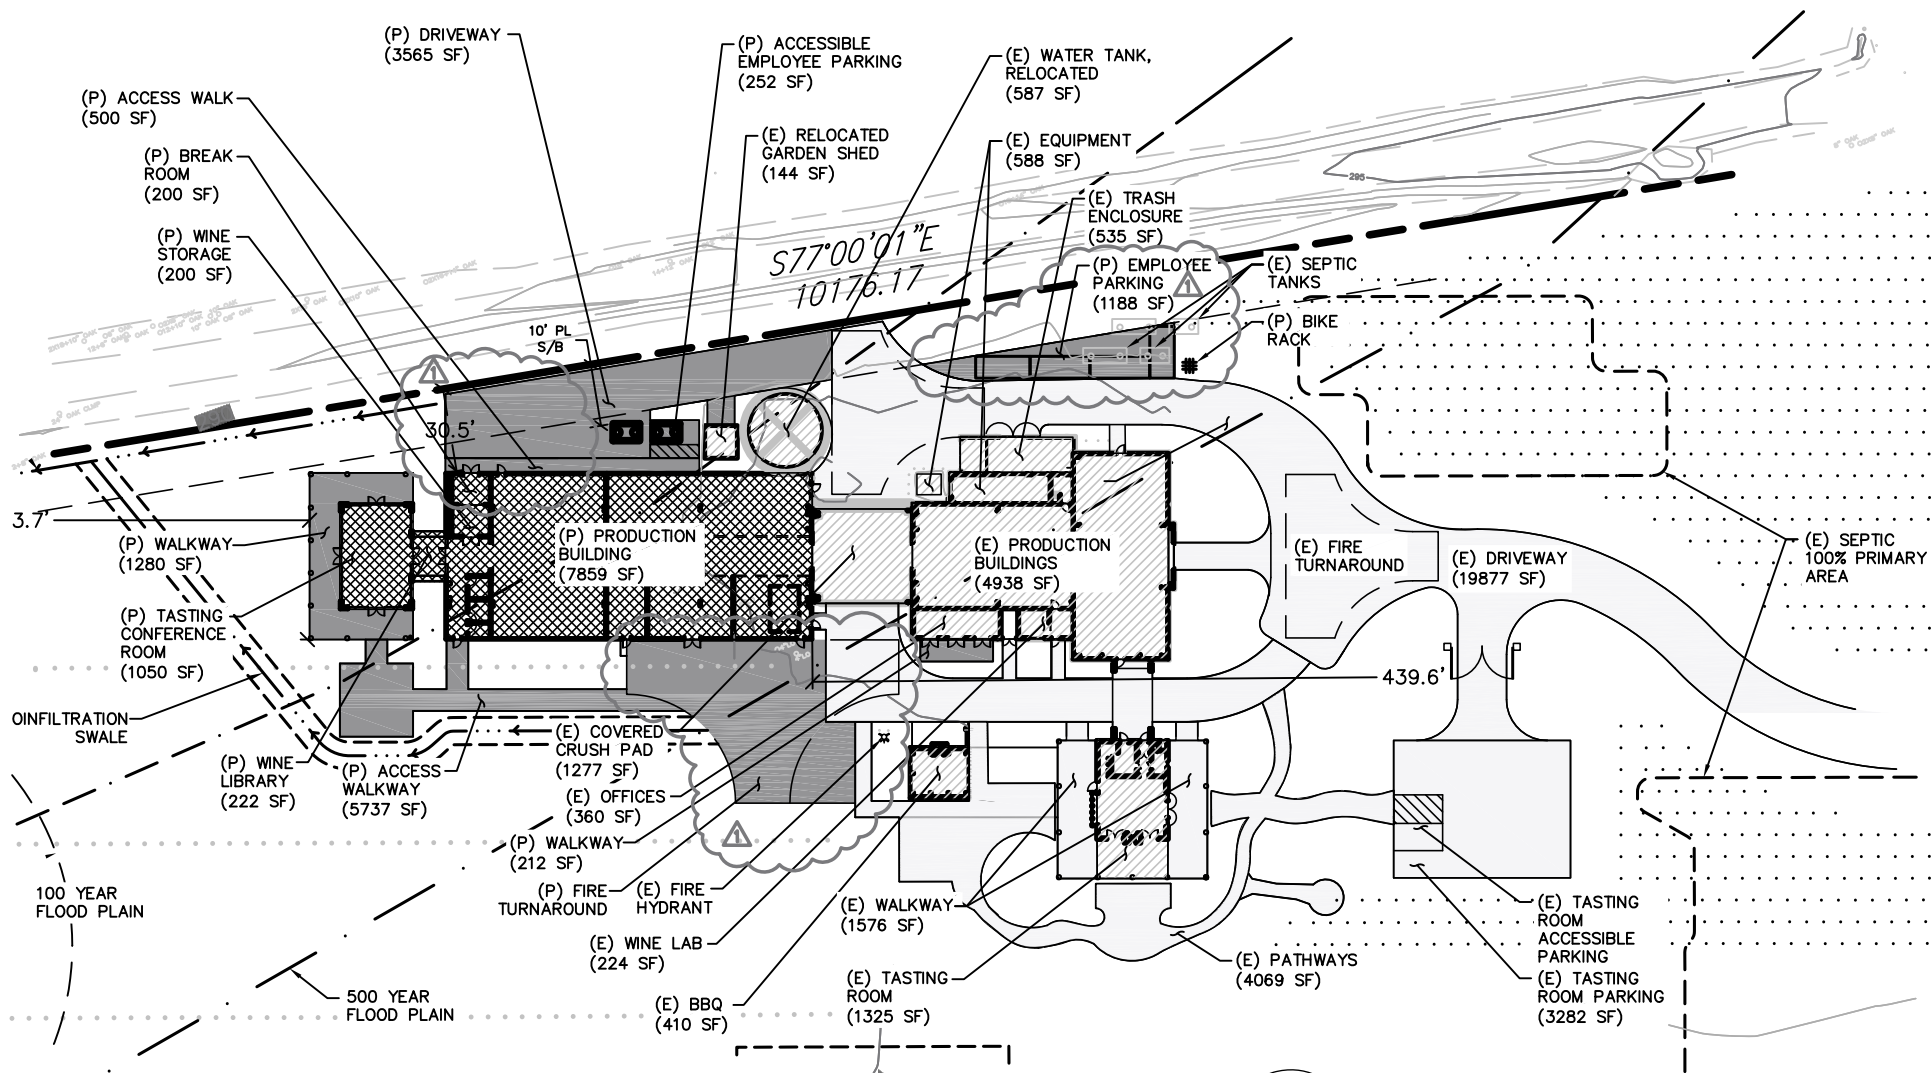 (P) DRIVEWAY
(3565 SF)
(P) ACCESSIBLE
EMPLOYEE PARKING
(252 SF)
(E) WATER TANK,
RELOCATED
(587 SF)
(P) ACCESS WALK
(500 SF)
(E) RELOCATED
GARDEN SHED
(144 SF)
(E) EQUIPMENT
(588 SF)
(P) BREAK
ROOM
(200 SF)
295
(E) TRASH
ENCLOSURE
(535 SF)
(P) WINE
STORAGE
(200 SF)
S77°00'01"E
10176.17
(P) EMPLOYEE
PARKING
(1188 SF)
1
(E) SEPTIC
TANKS
(P) BIKE
RACK
10' PL
S/B
1
30.5'
3.7'
(P) WALKWAY
(1280 SF)
(P) PRODUCTION
BUILDING
(7859 SF)
(E) PRODUCTION
BUILDINGS
(4938 SF)
(E) FIRE
TURNAROUND
(E) DRIVEWAY
(19877 SF)
(E) SEPTIC
100% PRIMARY
AREA
(P) TASTING
CONFERENCE
ROOM
(1050 SF)
439.6'
OINFILTRATION
SWALE
(P) WINE
LIBRARY
(222 SF)
(P) ACCESS
WALKWAY
(5737 SF)
(E) COVERED
CRUSH PAD
(1277 SF)
(E) OFFICES
(360 SF)
(P) WALKWAY
(212 SF)
1
(P) FIRE
TURNAROUND
(E) FIRE
HYDRANT
100 YEAR
FLOOD PLAIN
(E) WALKWAY
(1576 SF)
(E) TASTING
ROOM
ACCESSIBLE
PARKING
(E) WINE LAB
(224 SF)
(E) PATHWAYS
(4069 SF)
(E) TASTING
ROOM
(1325 SF)
(E) TASTING
ROOM PARKING
(3282 SF)
500 YEAR
FLOOD PLAIN
(E) BBQ
(410 SF)